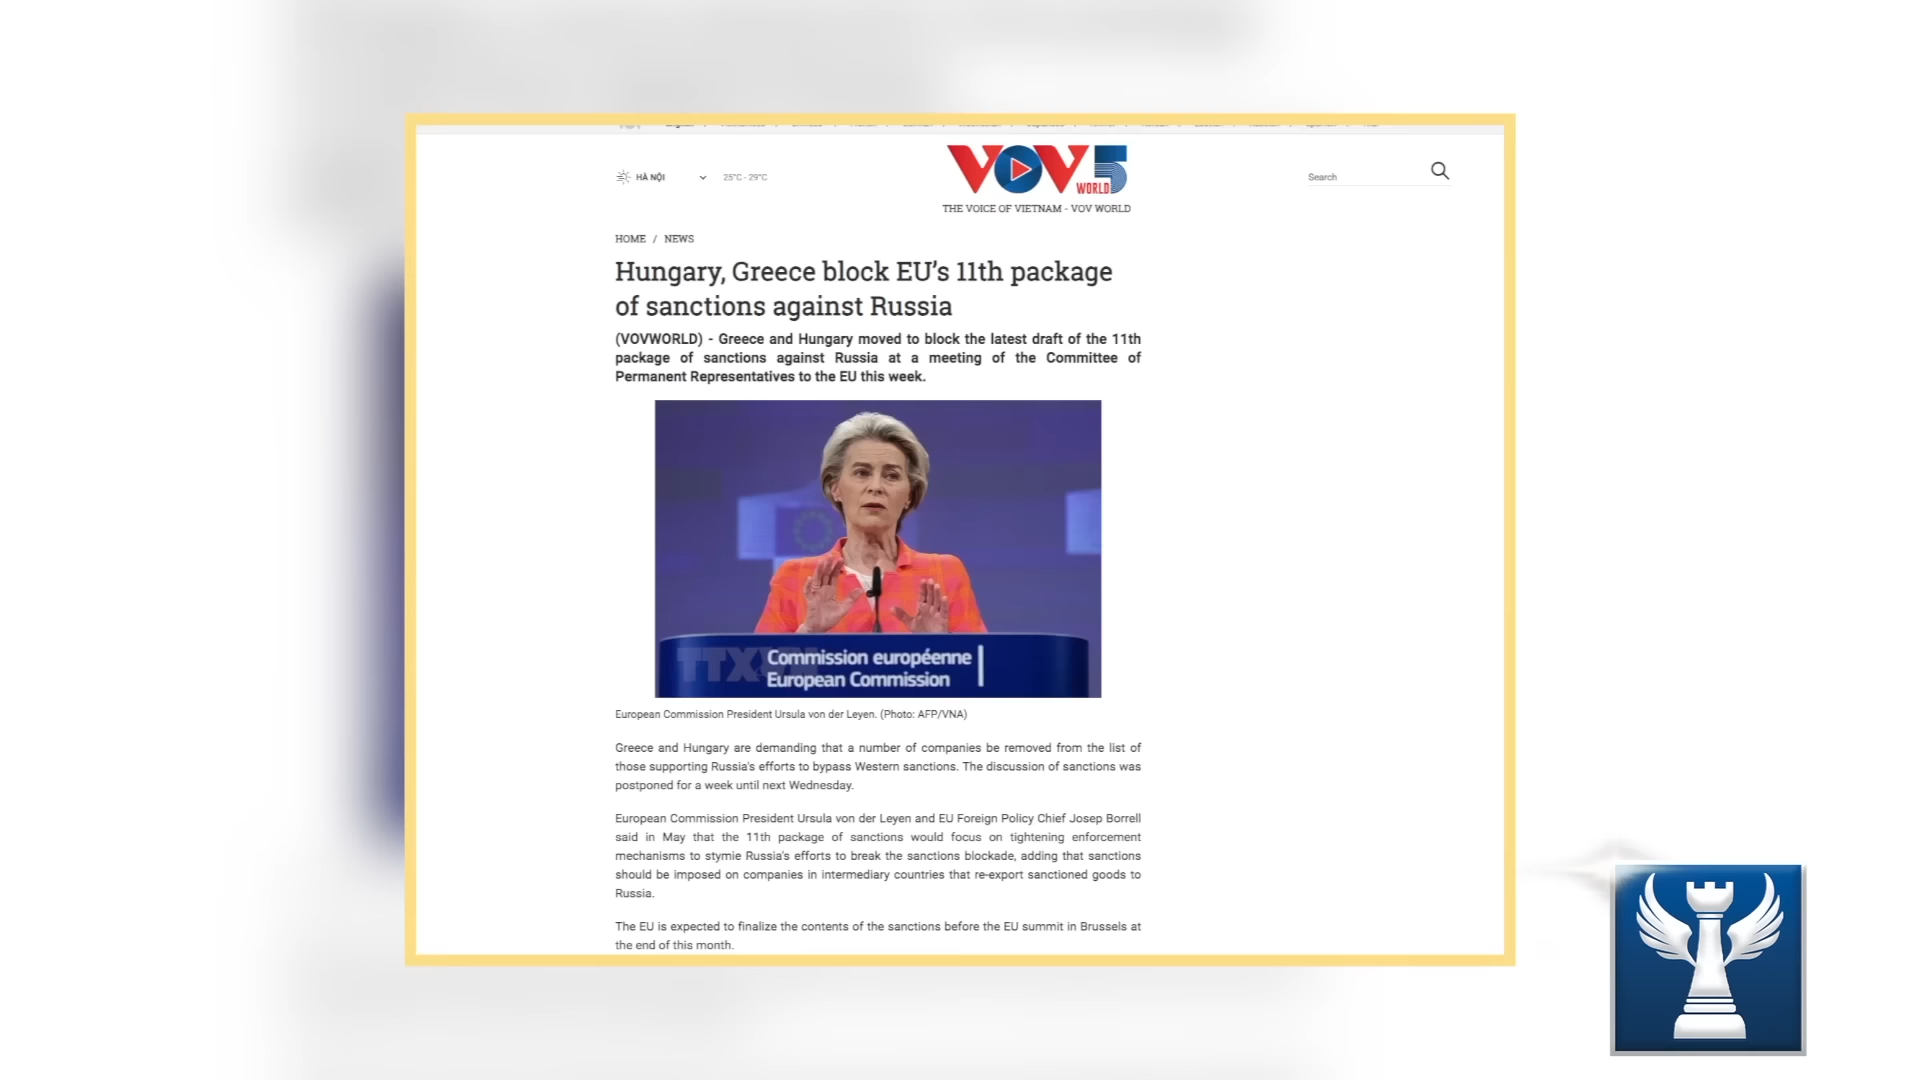 HÀ NỘI
25°C - 29°C
VOV5
WORLD
THE VOICE OF VIETNAM - VOV WORLD
Search
HOME / NEWS
Hungary, Greece block EU’s 11th package
of sanctions against Russia
(VOVWORLD) - Greece and Hungary moved to block the latest draft of the 11th
package of sanctions against Russia at a meeting of the Committee of
Permanent Representatives to the EU this week.
TTXVN
Commission européenne
European Commission
European Commission President Ursula von der Leyen. (Photo: AFP/VNA)
Greece and Hungary are demanding that a number of companies be removed from the list of
those supporting Russia's efforts to bypass Western sanctions. The discussion of sanctions was
postponed for a week until next Wednesday.
European Commission President Ursula von der Leyen and EU Foreign Policy Chief Josep Borrell
said in May that the 11th package of sanctions would focus on tightening enforcement
mechanisms to stymie Russia's efforts to break the sanctions blockade, adding that sanctions
should be imposed on companies in intermediary countries that re-export sanctioned goods to
Russia.
The EU is expected to finalize the contents of the sanctions before the EU summit in Brussels at
the end of this month.